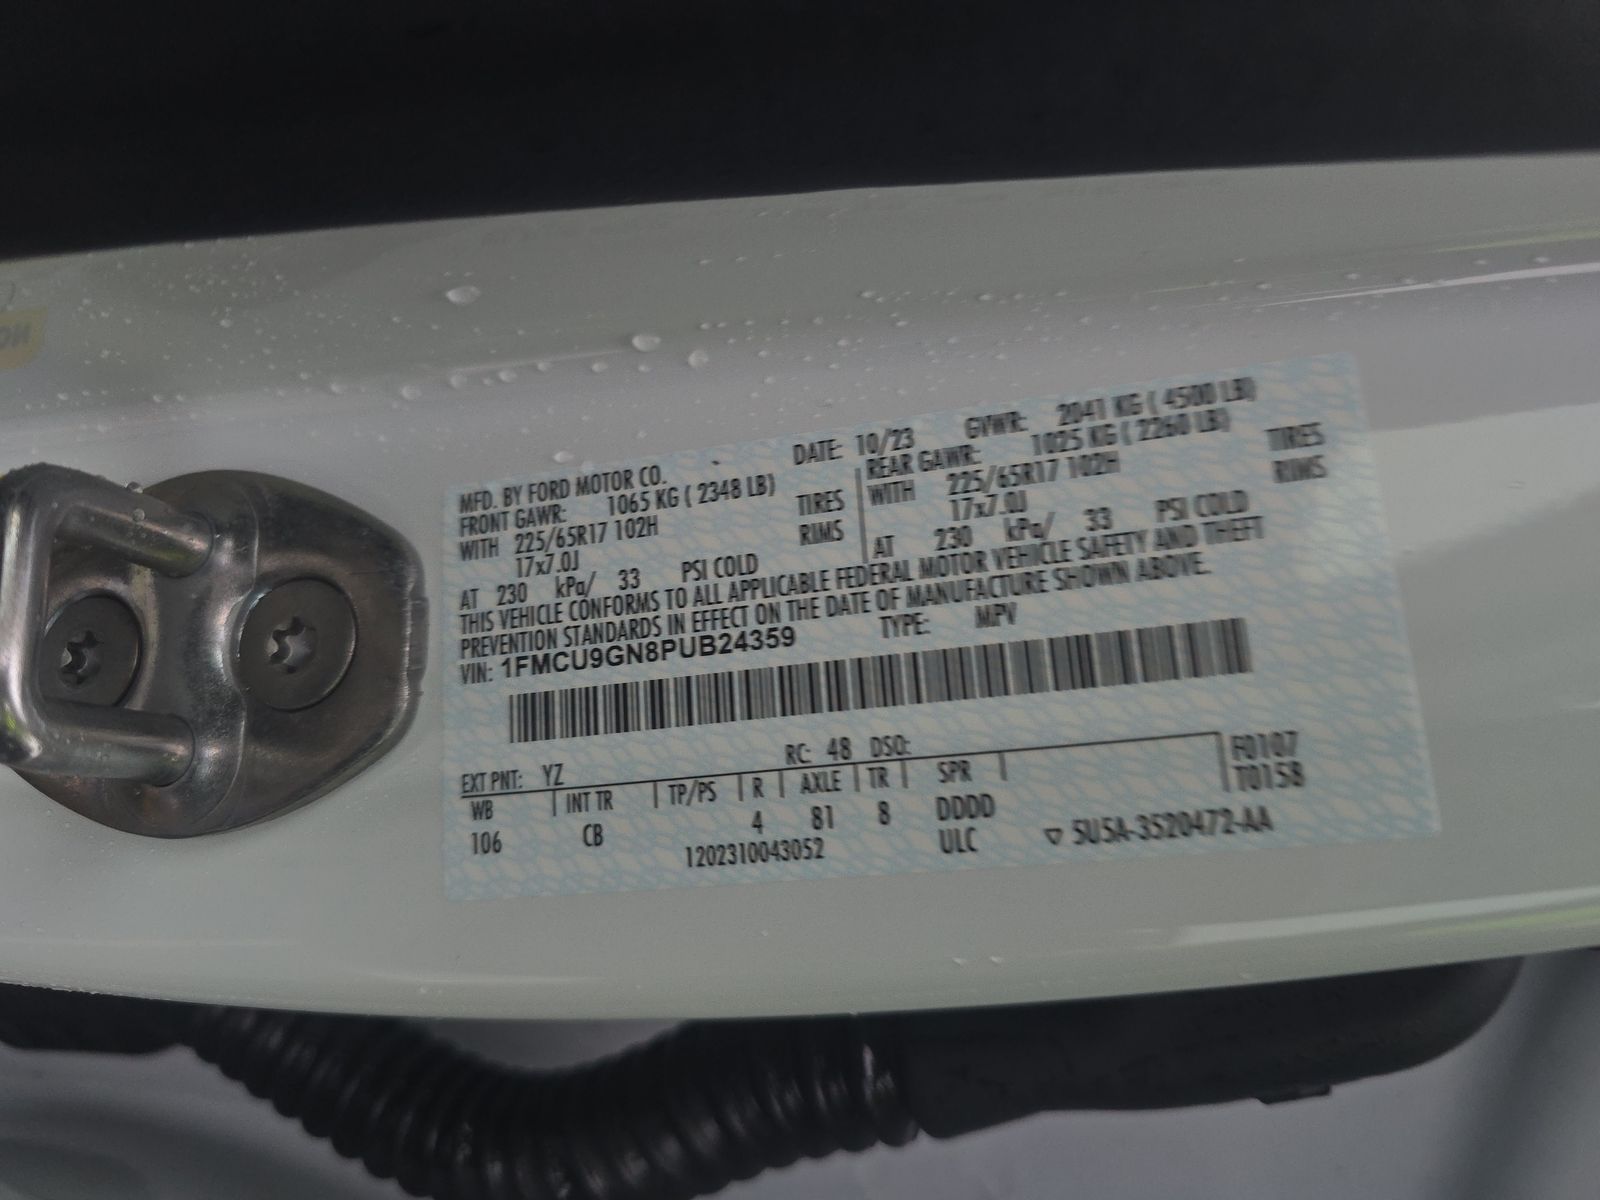 MFD. BY FORD MOTOR CO. DATE: 10/23 GVWR: 2041 KG ( 4500 LB)
FRONT GAWR: 1065 KG ( 2348 LB) REAR GAWR: 1025 KG ( 2260 LB)
WITH 225/65R17 102H TIRES WITH 225/65R17 102H TIRES
17x7.0J RIMS 17x7.0J RIMS
AT 230 kPa/ 33 PSI COLD AT 230 kPa/ 33 PSI COLD
THIS VEHICLE CONFORMS TO ALL APPLICABLE FEDERAL MOTOR VEHICLE SAFETY AND THEFT
PREVENTION STANDARDS IN EFFECT ON THE DATE OF MANUFACTURE SHOWN ABOVE.
VIN: 1FMCU9GN8PUB24359 TYPE: MPV
EXT PNT: YZ RC: 48 DSO: F0107
WB INT TR TP/PS R AXLE TR SPR T0158
106 CB 4 81 8 DDDD
1202310043052 ULC ▽ 5U5A-3520472-AA